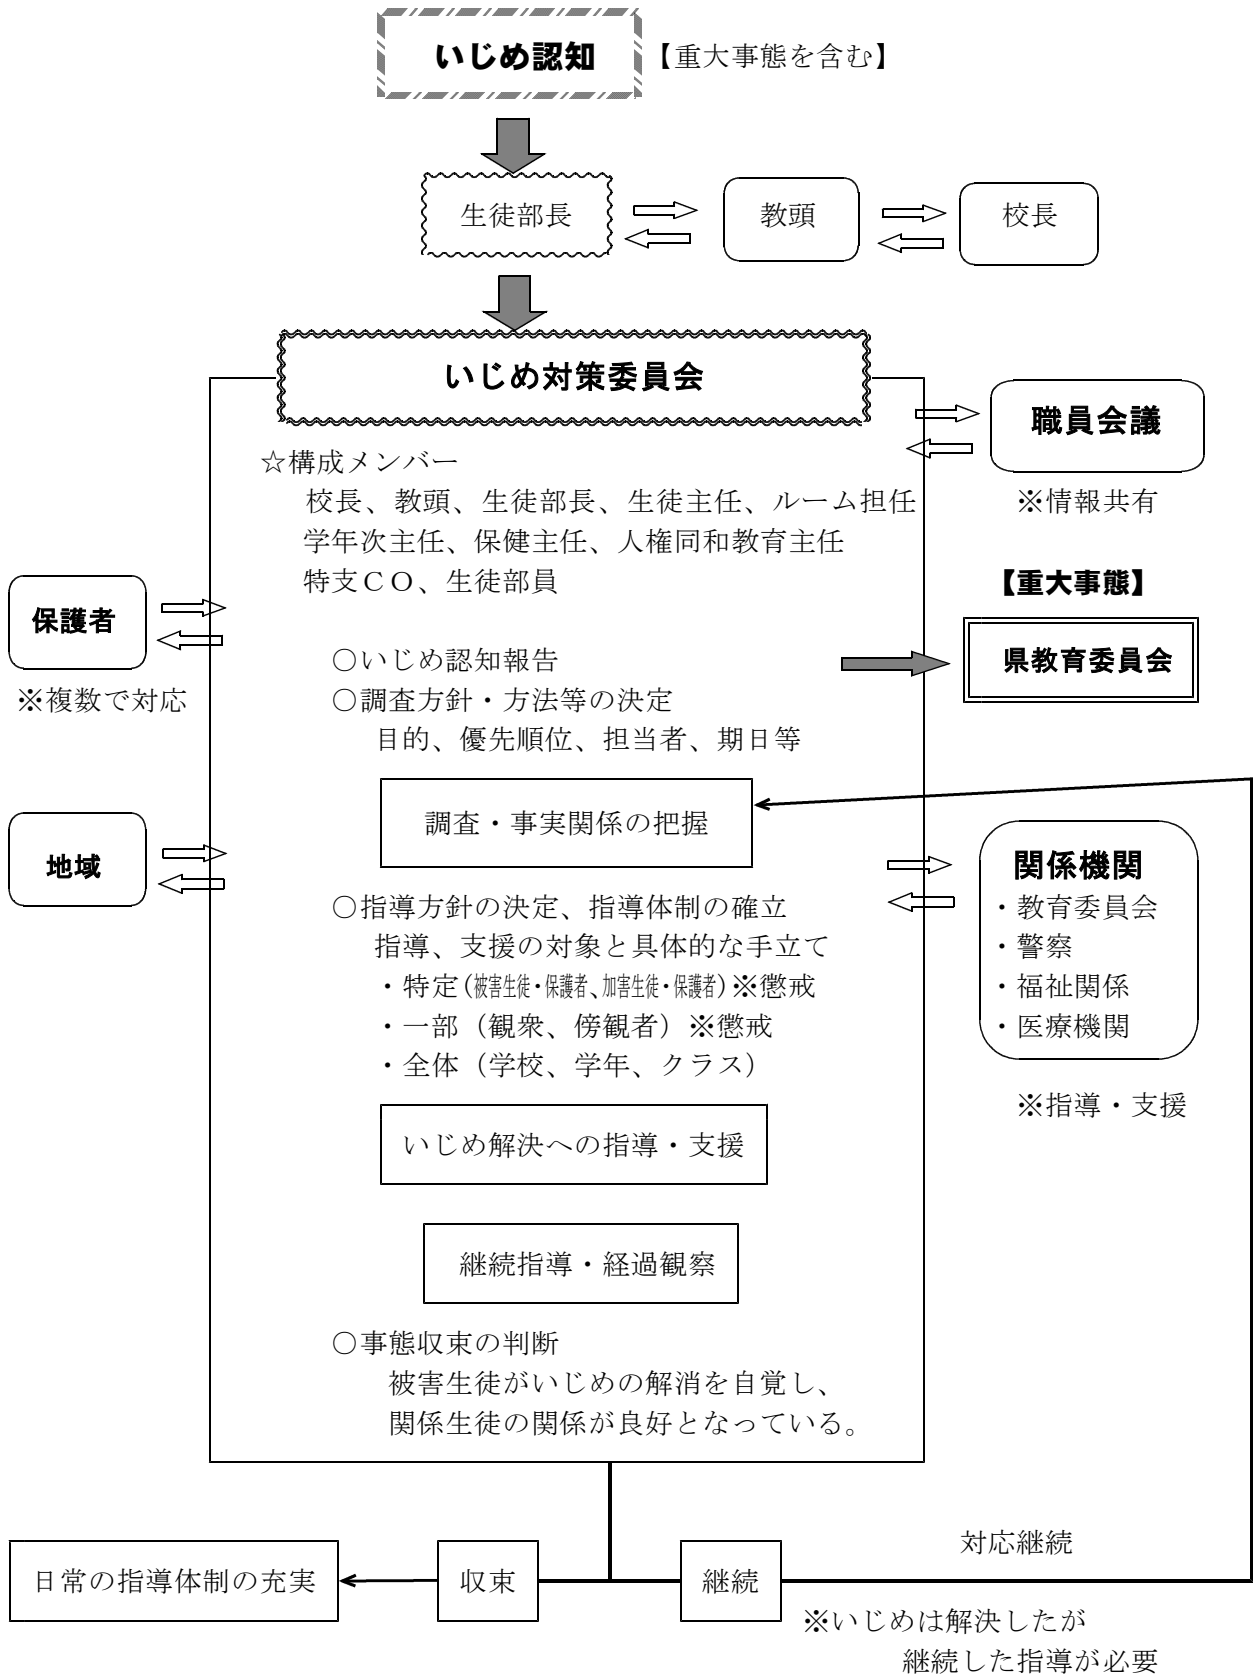 いじめ認知
【重大事態を含む】
生徒部長
教頭
校長
いじめ対策委員会
職員会議
※情報共有
☆構成メンバー
校長、教頭、生徒部長、生徒主任、ルーム担任
学年次主任、保健主任、人権同和教育主任
特支ＣＯ、生徒部員
保護者
※複数で対応
【重大事態】
県教育委員会
○いじめ認知報告
○調査方針・方法等の決定
目的、優先順位、担当者、期日等
調査・事実関係の把握
地域
関係機関
・教育委員会
・警察
・福祉関係
・医療機関
※指導・支援
○指導方針の決定、指導体制の確立
指導、支援の対象と具体的な手立て
・特定（被害生徒・保護者、加害生徒・保護者）※懲戒
・一部（観衆、傍観者）※懲戒
・全体（学校、学年、クラス）
いじめ解決への指導・支援
継続指導・経過観察
○事態収束の判断
被害生徒がいじめの解消を自覚し、
関係生徒の関係が良好となっている。
日常の指導体制の充実
収束
継続
対応継続
※いじめは解決したが
継続した指導が必要